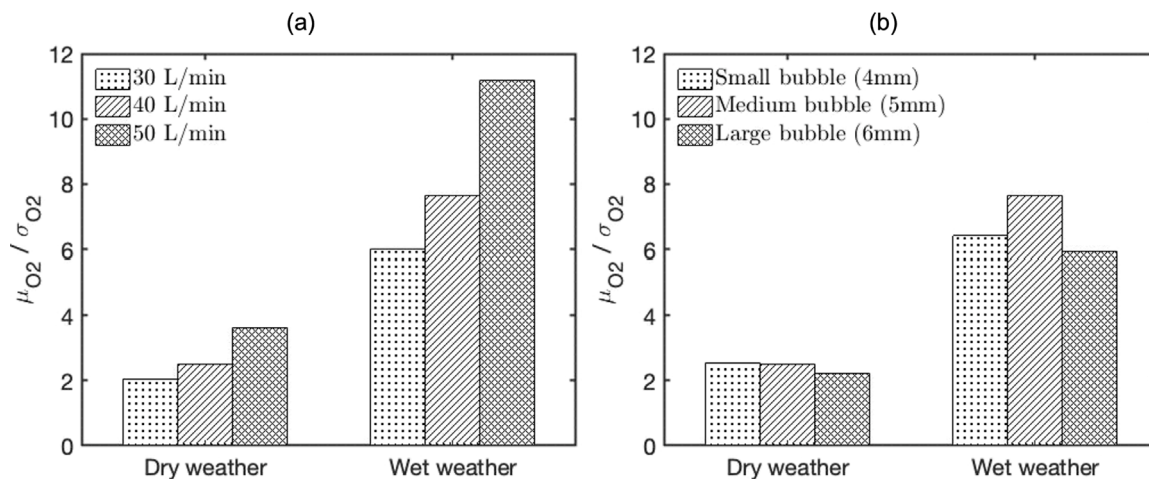 (a)
12
10
8
6
4
2
0
μO2 / σO2
30 L/min
40 L/min
50 L/min
Dry weather
Wet weather
(b)
12
10
8
6
4
2
0
μO2 / σO2
Small bubble (4mm)
Medium bubble (5mm)
Large bubble (6mm)
Dry weather
Wet weather